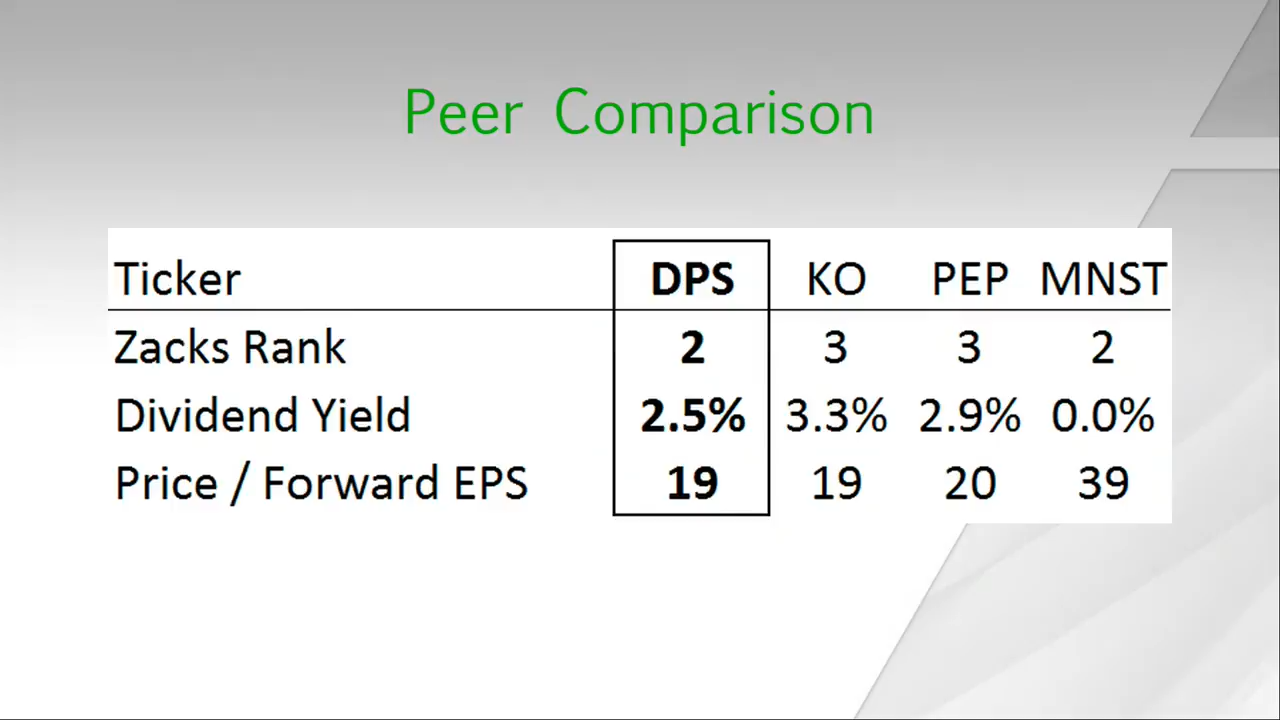 Peer Comparison
Ticker DPS KO PEP MNST
Zacks Rank 2 3 3 2
Dividend Yield 2.5% 3.3% 2.9% 0.0%
Price / Forward EPS 19 19 20 39